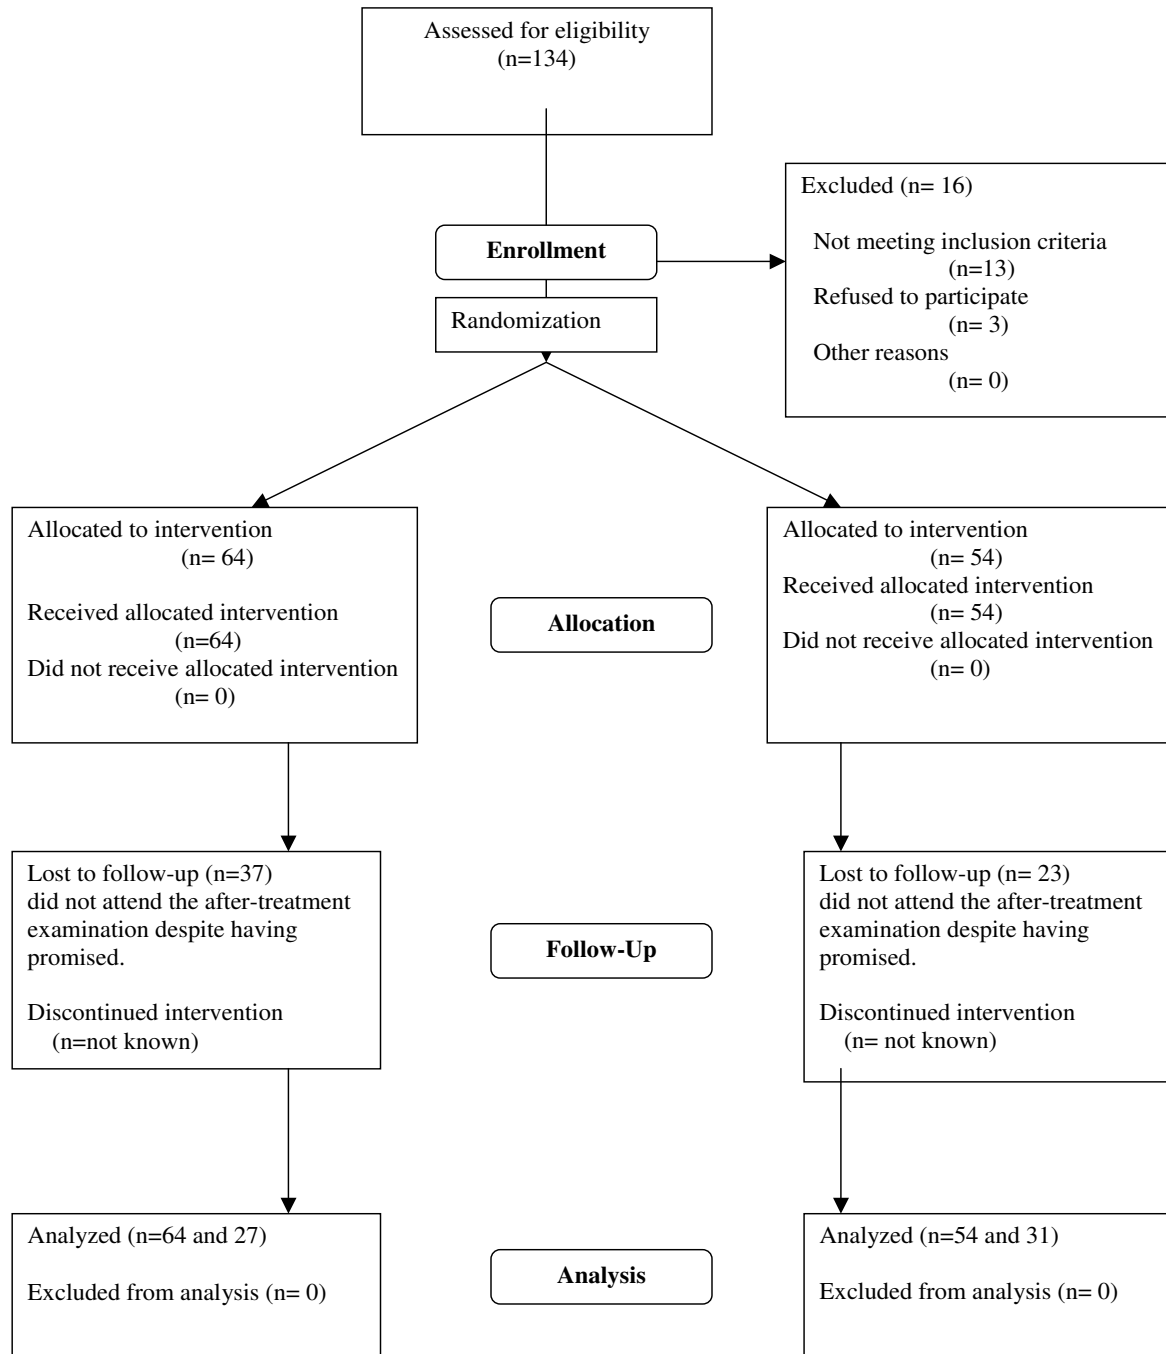 Assessed for eligibility
(n=134)
Excluded (n= 16)
Not meeting inclusion criteria
(n=13)
Refused to participate
(n= 3)
Other reasons
(n= 0)
Enrollment
Randomization
Allocated to intervention
(n= 64)
Received allocated intervention
(n=64)
Did not receive allocated intervention
(n= 0)
Allocation
Allocated to intervention
(n= 54)
Received allocated intervention
(n= 54)
Did not receive allocated intervention
(n= 0)
Lost to follow-up (n=37)
did not attend the after-treatment
examination despite having
promised.
Discontinued intervention
(n=not known)
Follow-Up
Lost to follow-up (n= 23)
did not attend the after-treatment
examination despite having
promised.
Discontinued intervention
(n= not known)
Analyzed (n=64 and 27)
Excluded from analysis (n= 0)
Analysis
Analyzed (n=54 and 31)
Excluded from analysis (n= 0)